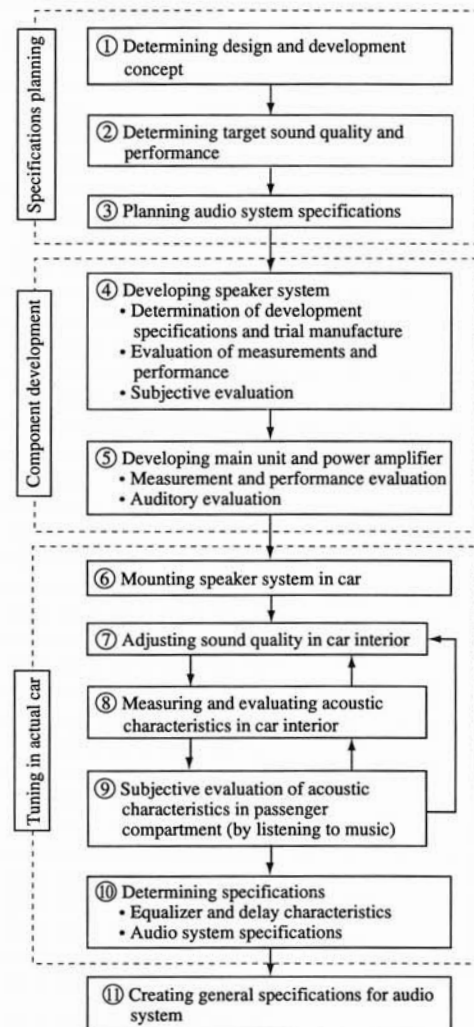 Specifications planning
① Determining design and development
concept
② Determining target sound quality and
performance
③ Planning audio system specifications
Component development
④ Developing speaker system
• Determination of development
specifications and trial manufacture
• Evaluation of measurements and
performance
• Subjective evaluation
⑤ Developing main unit and power amplifier
• Measurement and performance evaluation
• Auditory evaluation
Tuning in actual car
⑥ Mounting speaker system in car
⑦ Adjusting sound quality in car interior
⑧ Measuring and evaluating acoustic
characteristics in car interior
⑨ Subjective evaluation of acoustic
characteristics in passenger
compartment (by listening to music)
⑩ Determining specifications
• Equalizer and delay characteristics
• Audio system specifications
⑪ Creating general specifications for audio
system